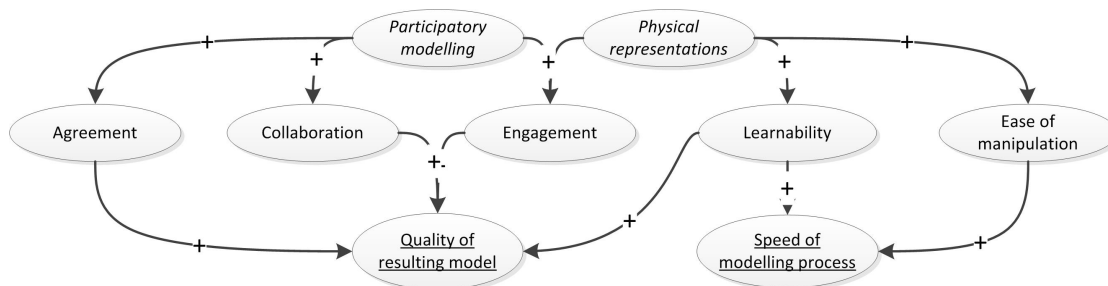 Participatory
modelling
Physical
representations
+
+
+
+
+
Agreement
Collaboration
Engagement
Learnability
Ease of
manipulation
+-
+
+
+
+
Quality of
resulting model
Speed of
modelling process